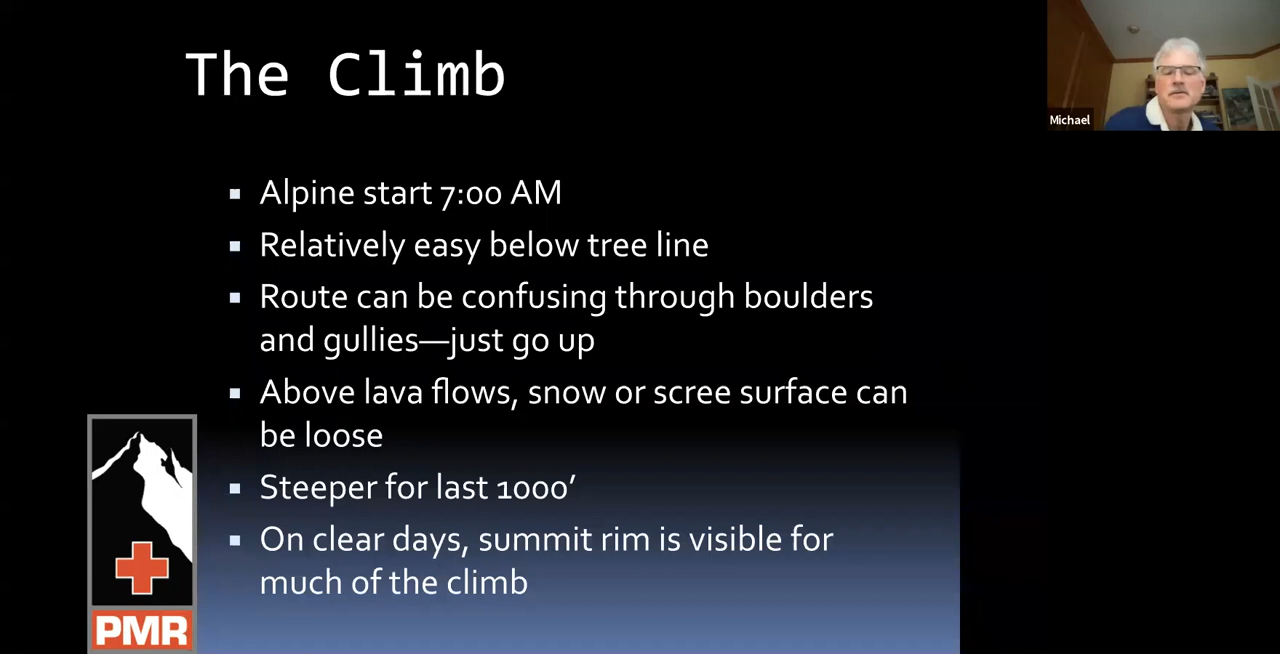 The Climb
Michael
▪ Alpine start 7:00 AM
▪ Relatively easy below tree line
▪ Route can be confusing through boulders
and gullies—just go up
▪ Above lava flows, snow or scree surface can
be loose
▪ Steeper for last 1000’
▪ On clear days, summit rim is visible for
much of the climb
PMR